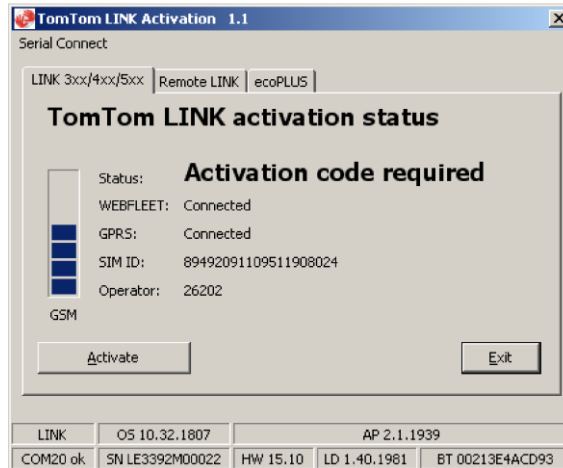 TomTom LINK Activation 1.1
Serial Connect
LINK 3xx/4xx/5xx Remote LINK ecoPLUS
TomTom LINK activation status
Status: Activation code required
WEBFLEET: Connected
GPRS: Connected
SIM ID: 89492091109511908024
Operator: 26202
GSM
Activate Exit
LINK OS 10.32.1807 AP 2.1.1939
COM20 ok SN LE3392M00022 HW 15.10 LD 1.40.1981 BT 00213E4ACD93